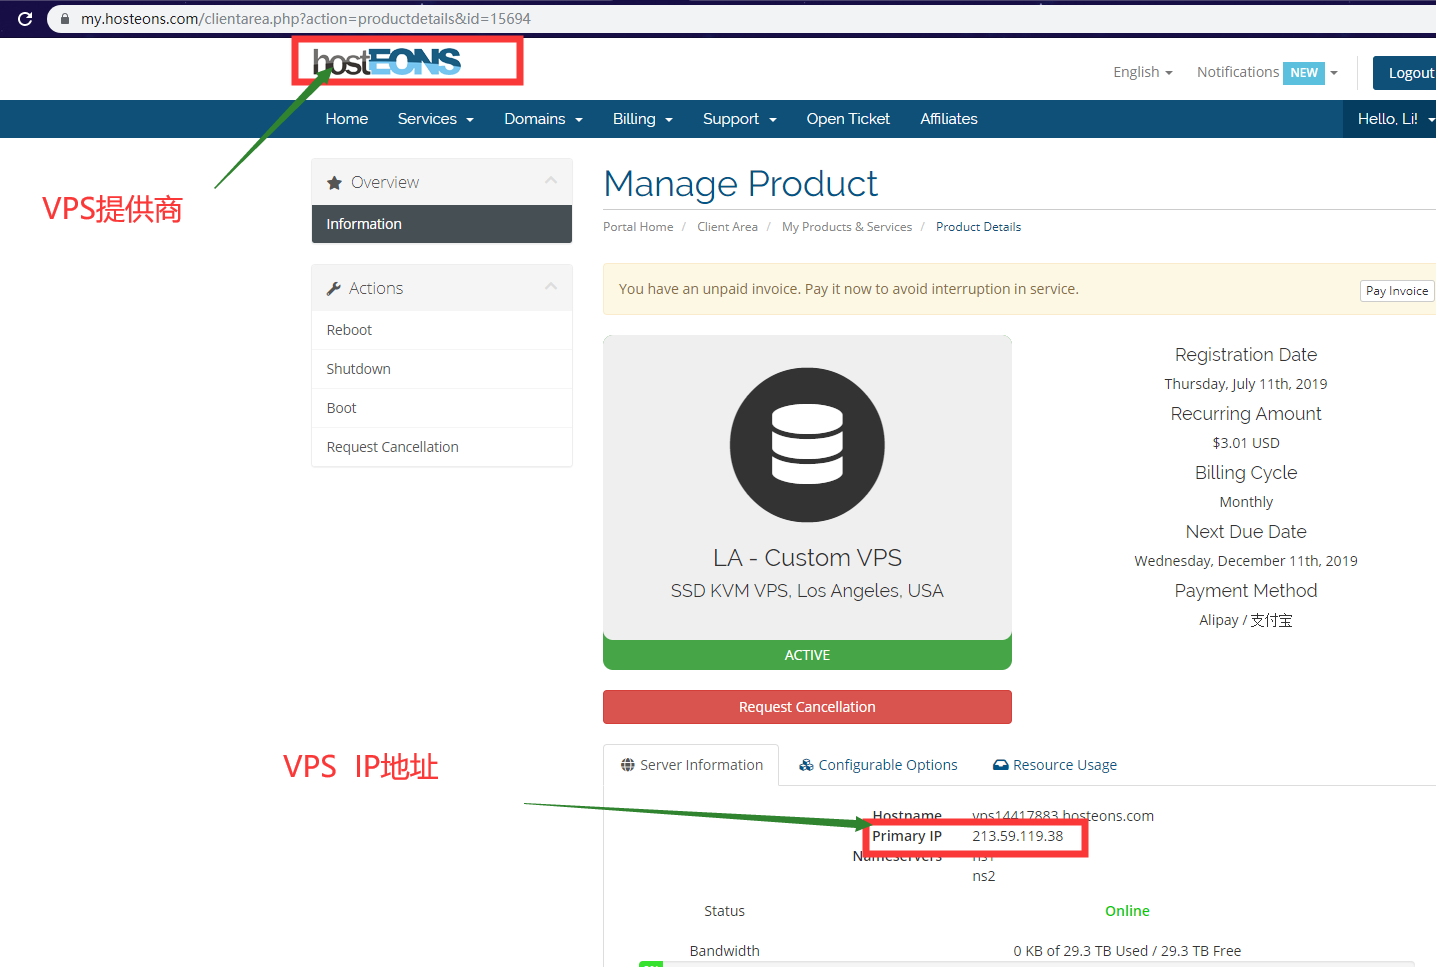 my.hosteons.com/clientarea.php?action=productdetails&id=15694
hostEONS
English
Notifications NEW
Logout
Home Services Domains Billing Support Open Ticket Affiliates Hello, Li!
VPS提供商
Overview
Information
Actions
Reboot
Shutdown
Boot
Request Cancellation
Manage Product
Portal Home / Client Area / My Products & Services / Product Details
You have an unpaid invoice. Pay it now to avoid interruption in service.
Pay Invoice
LA - Custom VPS
SSD KVM VPS, Los Angeles, USA
ACTIVE
Request Cancellation
Registration Date
Thursday, July 11th, 2019
Recurring Amount
$3.01 USD
Billing Cycle
Monthly
Next Due Date
Wednesday, December 11th, 2019
Payment Method
Alipay / 支付宝
VPS IP地址
Server Information Configurable Options Resource Usage
Hostname vps14417883.hosteons.com
Primary IP 213.59.119.38
Nameservers ns1
ns2
Status Online
Bandwidth 0 KB of 29.3 TB Used / 29.3 TB Free